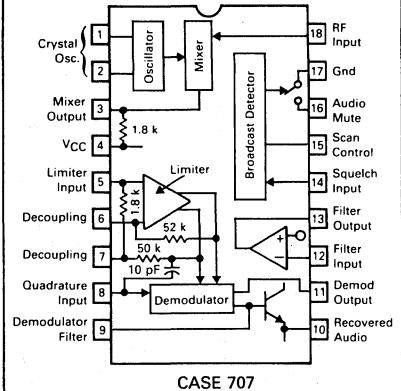 Crystal
Osc.
1
2
Oscillator
Mixer
Mixer
Output
3
1.8 k
VCC
4
Limiter
Input
5
Limiter
1.8 k
Decoupling
6
52 k
Decoupling
7
50 k
10 pF
Quadrature
Input
8
Demodulator
Demodulator
Filter
9
18
RF
Input
17
Gnd
16
Audio
Mute
Broadcast Detector
15
Scan
Control
14
Squelch
Input
13
Filter
Output
+
−
12
Filter
Input
11
Demod
Output
10
Recovered
Audio
CASE 707